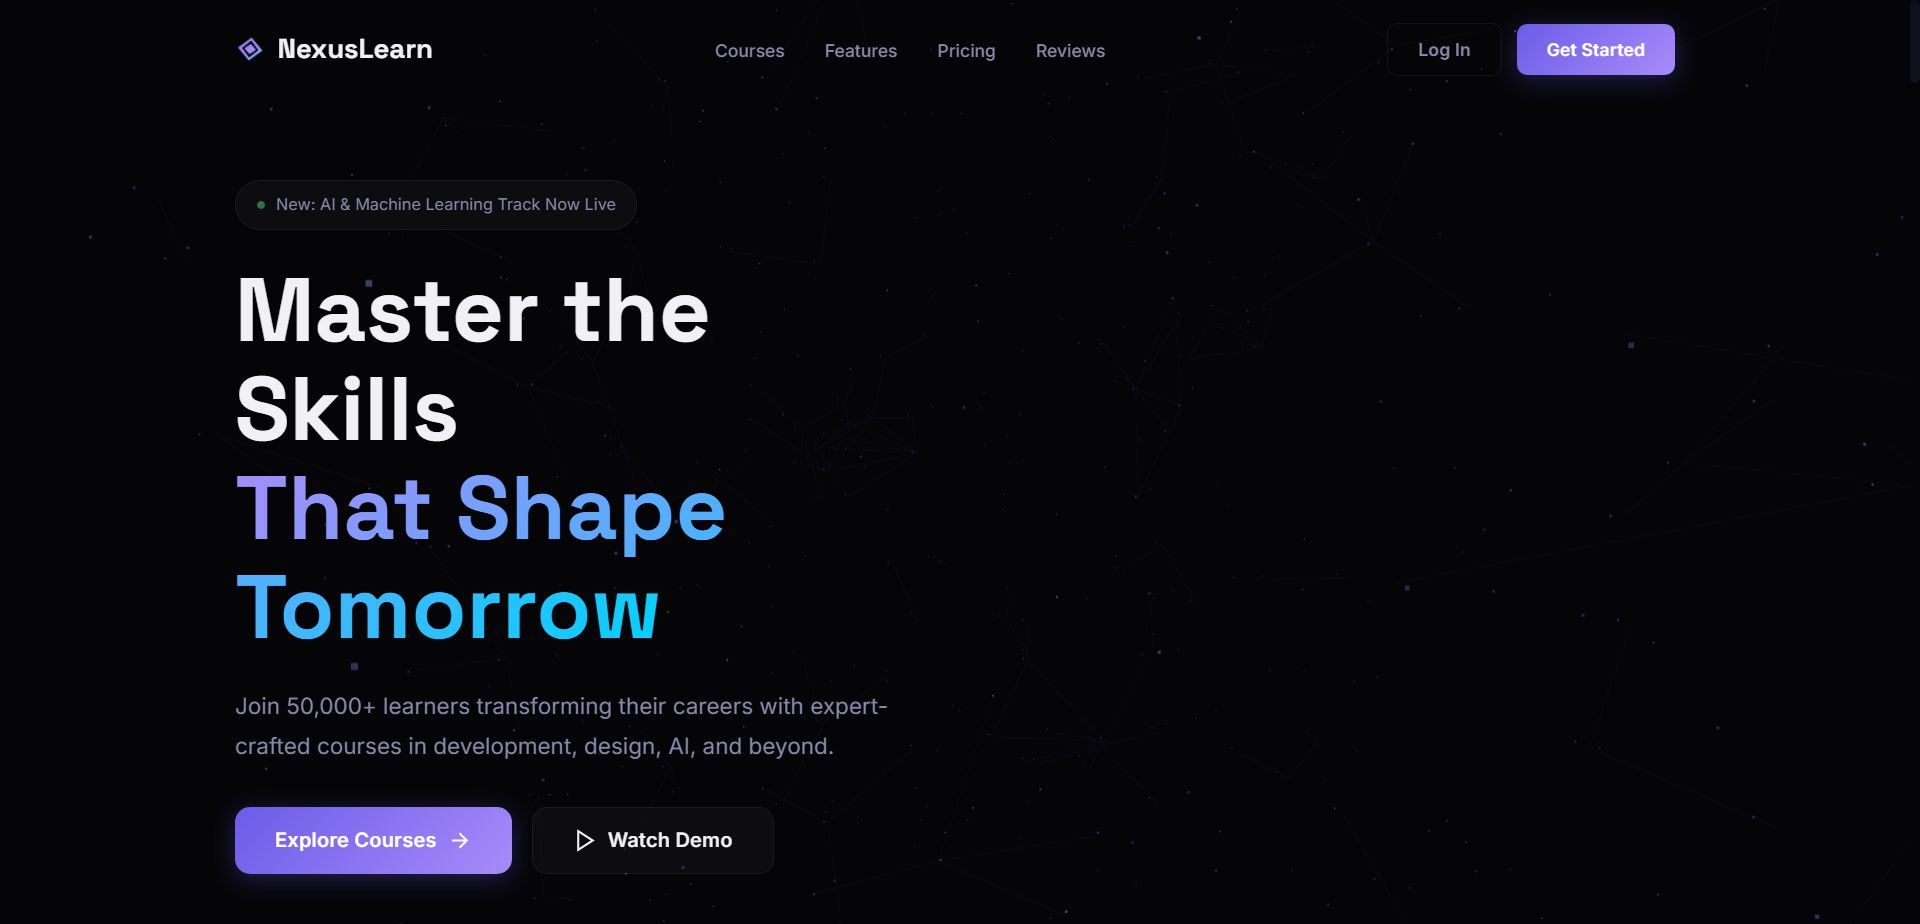 NexusLearn
Courses
Features
Pricing
Reviews
Log In
Get Started
New: AI & Machine Learning Track Now Live
Master the
Skills
That Shape
Tomorrow
Join 50,000+ learners transforming their careers with expert-
crafted courses in development, design, AI, and beyond.
Explore Courses →
Watch Demo